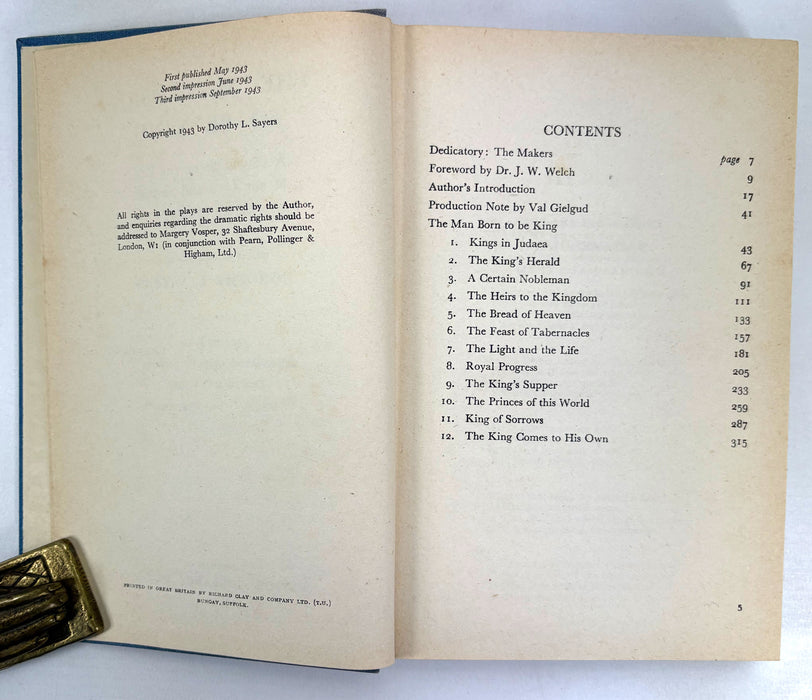 First published May 1943
Second impression June 1943
Third impression September 1943
Copyright 1943 by Dorothy L. Sayers
All rights in the plays are reserved by the Author,
and enquiries regarding the dramatic rights should be
addressed to Margery Vosper, 32 Shaftesbury Avenue,
London, W1 (in conjunction with Pearn, Pollinger &
Higham, Ltd.)
PRINTED IN GREAT BRITAIN BY RICHARD CLAY AND COMPANY LTD. (T.U.)
BUNGAY, SUFFOLK.
CONTENTS
Dedicatory: The Makers page 7
Foreword by Dr. J. W. Welch 9
Author's Introduction 17
Production Note by Val Gielgud 41
The Man Born to be King
1. Kings in Judaea 43
2. The King's Herald 67
3. A Certain Nobleman 91
4. The Heirs to the Kingdom 111
5. The Bread of Heaven 133
6. The Feast of Tabernacles 157
7. The Light and the Life 181
8. Royal Progress 205
9. The King's Supper 233
10. The Princes of this World 259
11. King of Sorrows 287
12. The King Comes to His Own 315
5